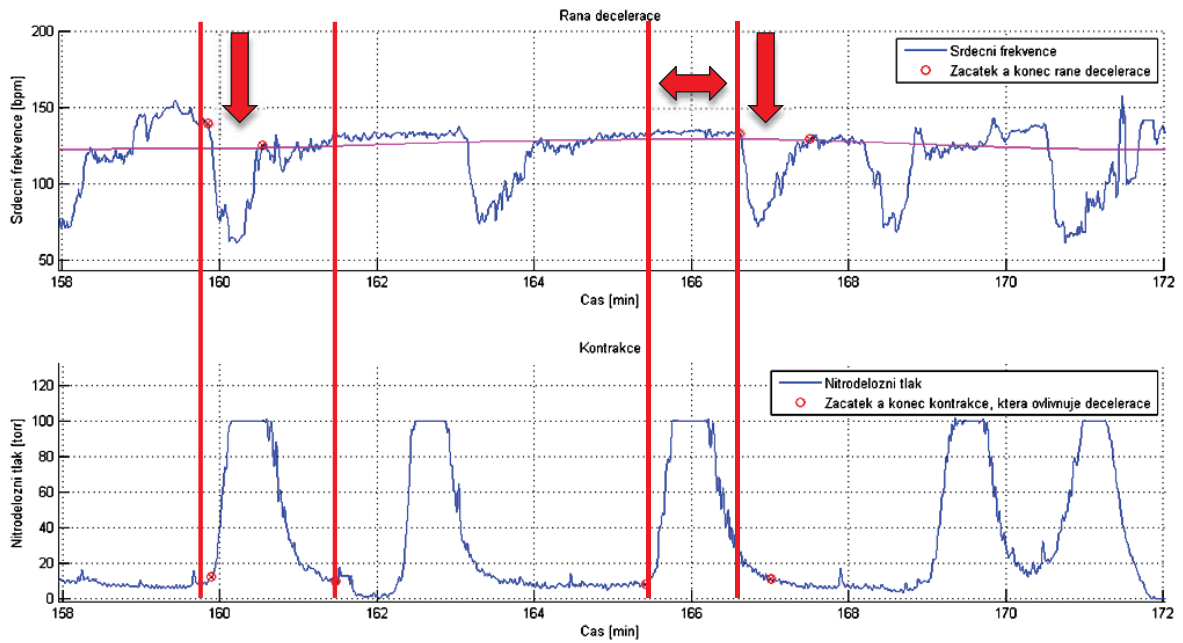 Rana decelerace
Srdecni frekvence [bpm]
200
150
100
50
Srdecni frekvence
Zacatek a konec rane decelerace
158
160
162
164
166
168
170
172
Cas [min]
Kontrakce
Nitrodelozni tlak [torr]
120
100
80
60
40
20
0
Nitrodelozni tlak
Zacatek a konec kontrakce, ktera ovlivnuje decelerace
158
160
162
164
166
168
170
172
Cas [min]